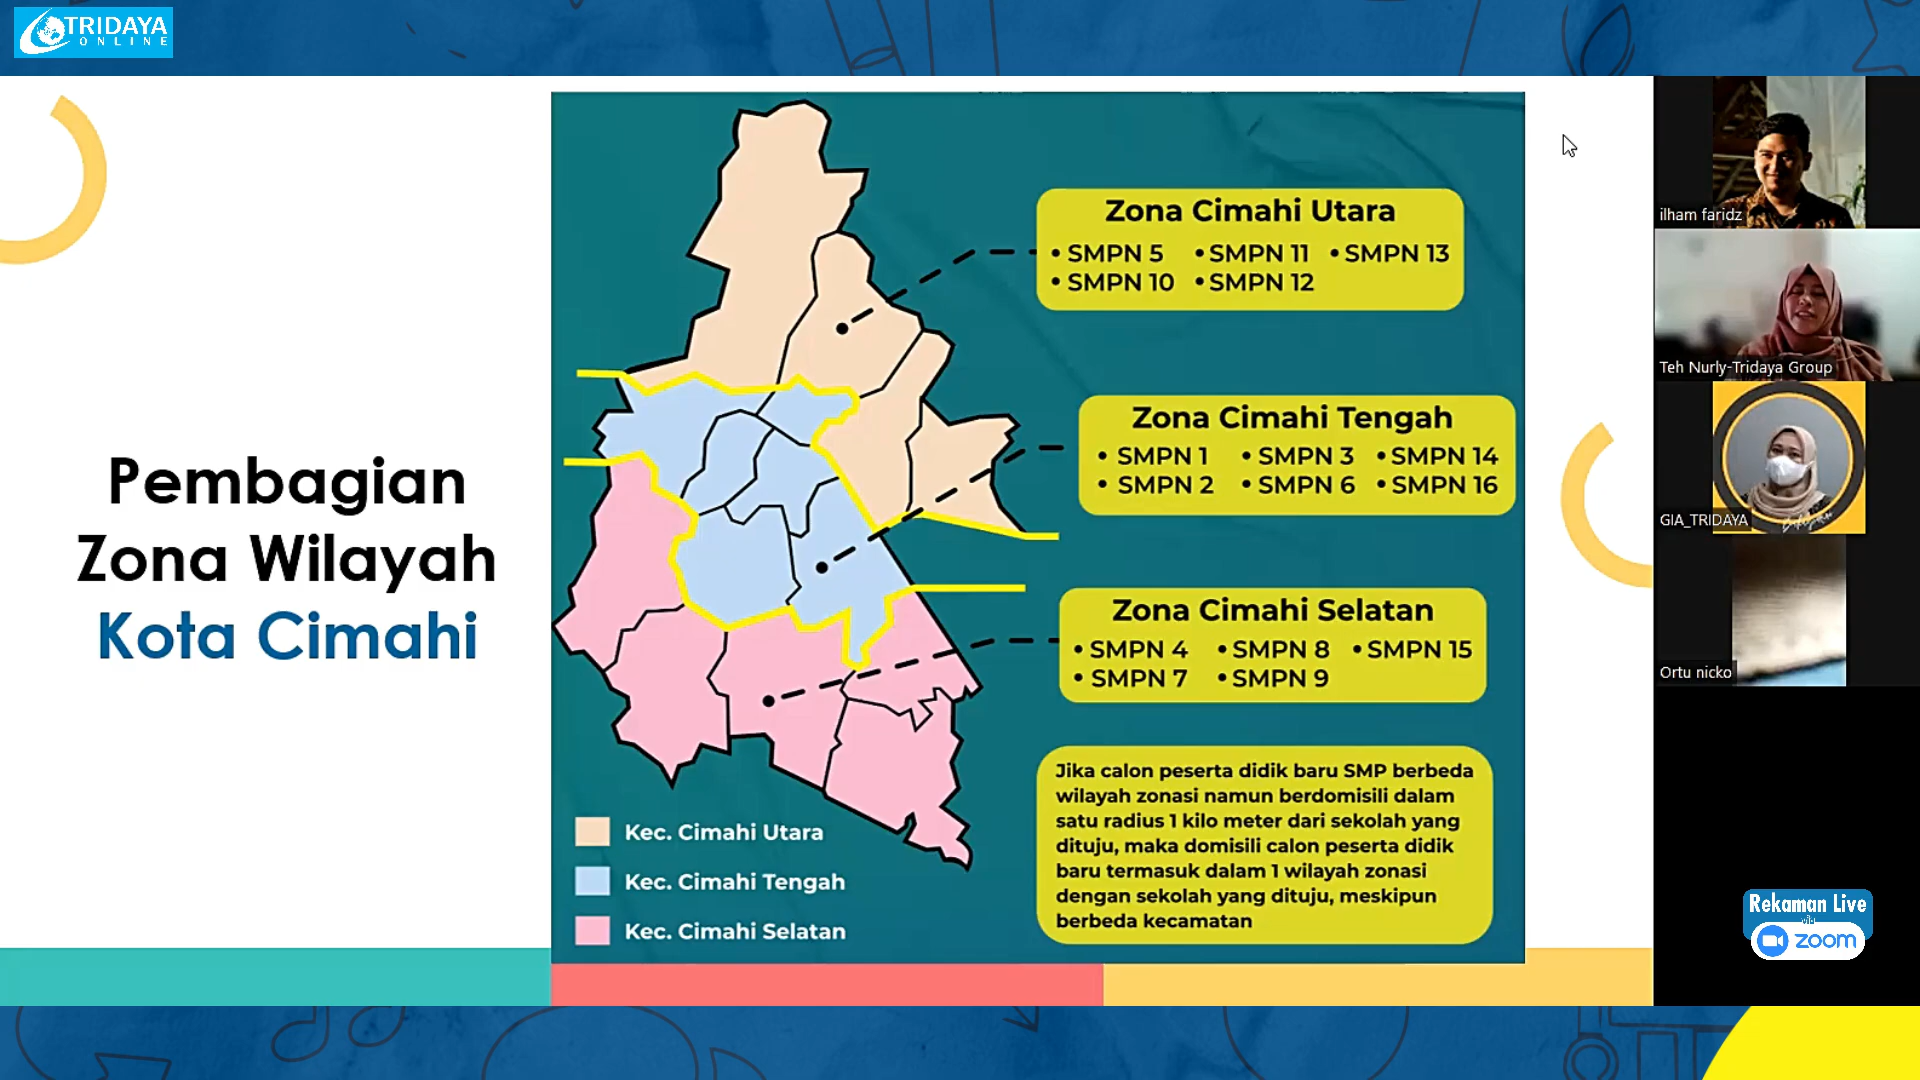 TRIDAYA
ONLINE
Pembagian
Zona Wilayah
Kota Cimahi
Zona Cimahi Utara
• SMPN 5 • SMPN 11 • SMPN 13
• SMPN 10 • SMPN 12
Zona Cimahi Tengah
• SMPN 1 • SMPN 3 • SMPN 14
• SMPN 2 • SMPN 6 • SMPN 16
Zona Cimahi Selatan
• SMPN 4 • SMPN 8 • SMPN 15
• SMPN 7 • SMPN 9
Jika calon peserta didik baru SMP berbeda
wilayah zonasi namun berdomisili dalam
satu radius 1 kilo meter dari sekolah yang
dituju, maka domisili calon peserta didik
baru termasuk dalam 1 wilayah zonasi
dengan sekolah yang dituju, meskipun
berbeda kecamatan
Kec. Cimahi Utara
Kec. Cimahi Tengah
Kec. Cimahi Selatan
ilham faridz
Teh Nurly-Tridaya Group
GIA_TRIDAYA
Ortu nicko
Rekaman Live
via
zoom